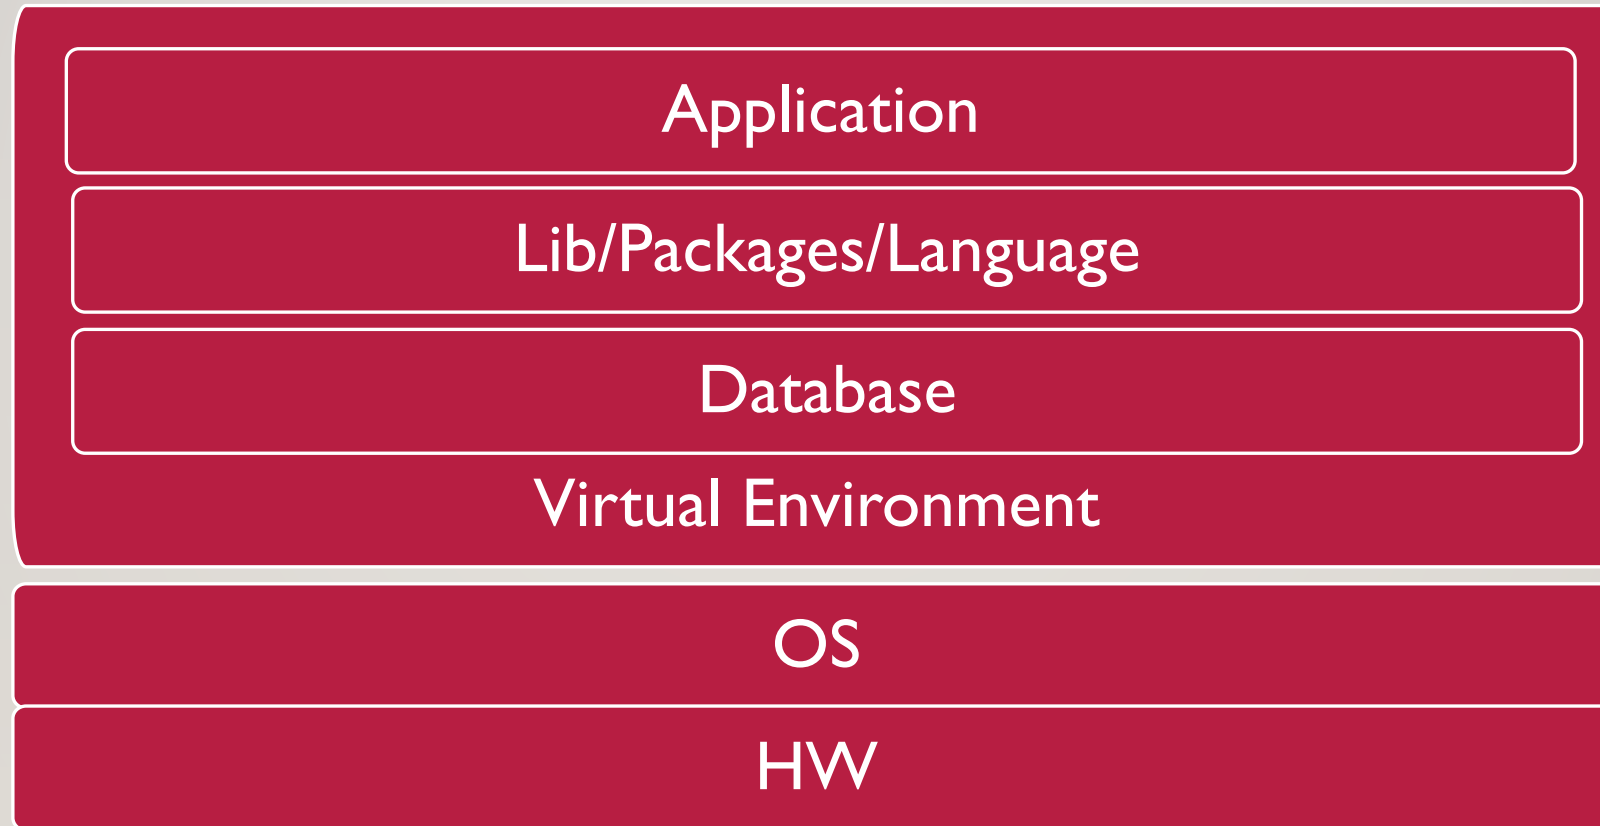 Application
Lib/Packages/Language
Database
Virtual Environment
OS
HW